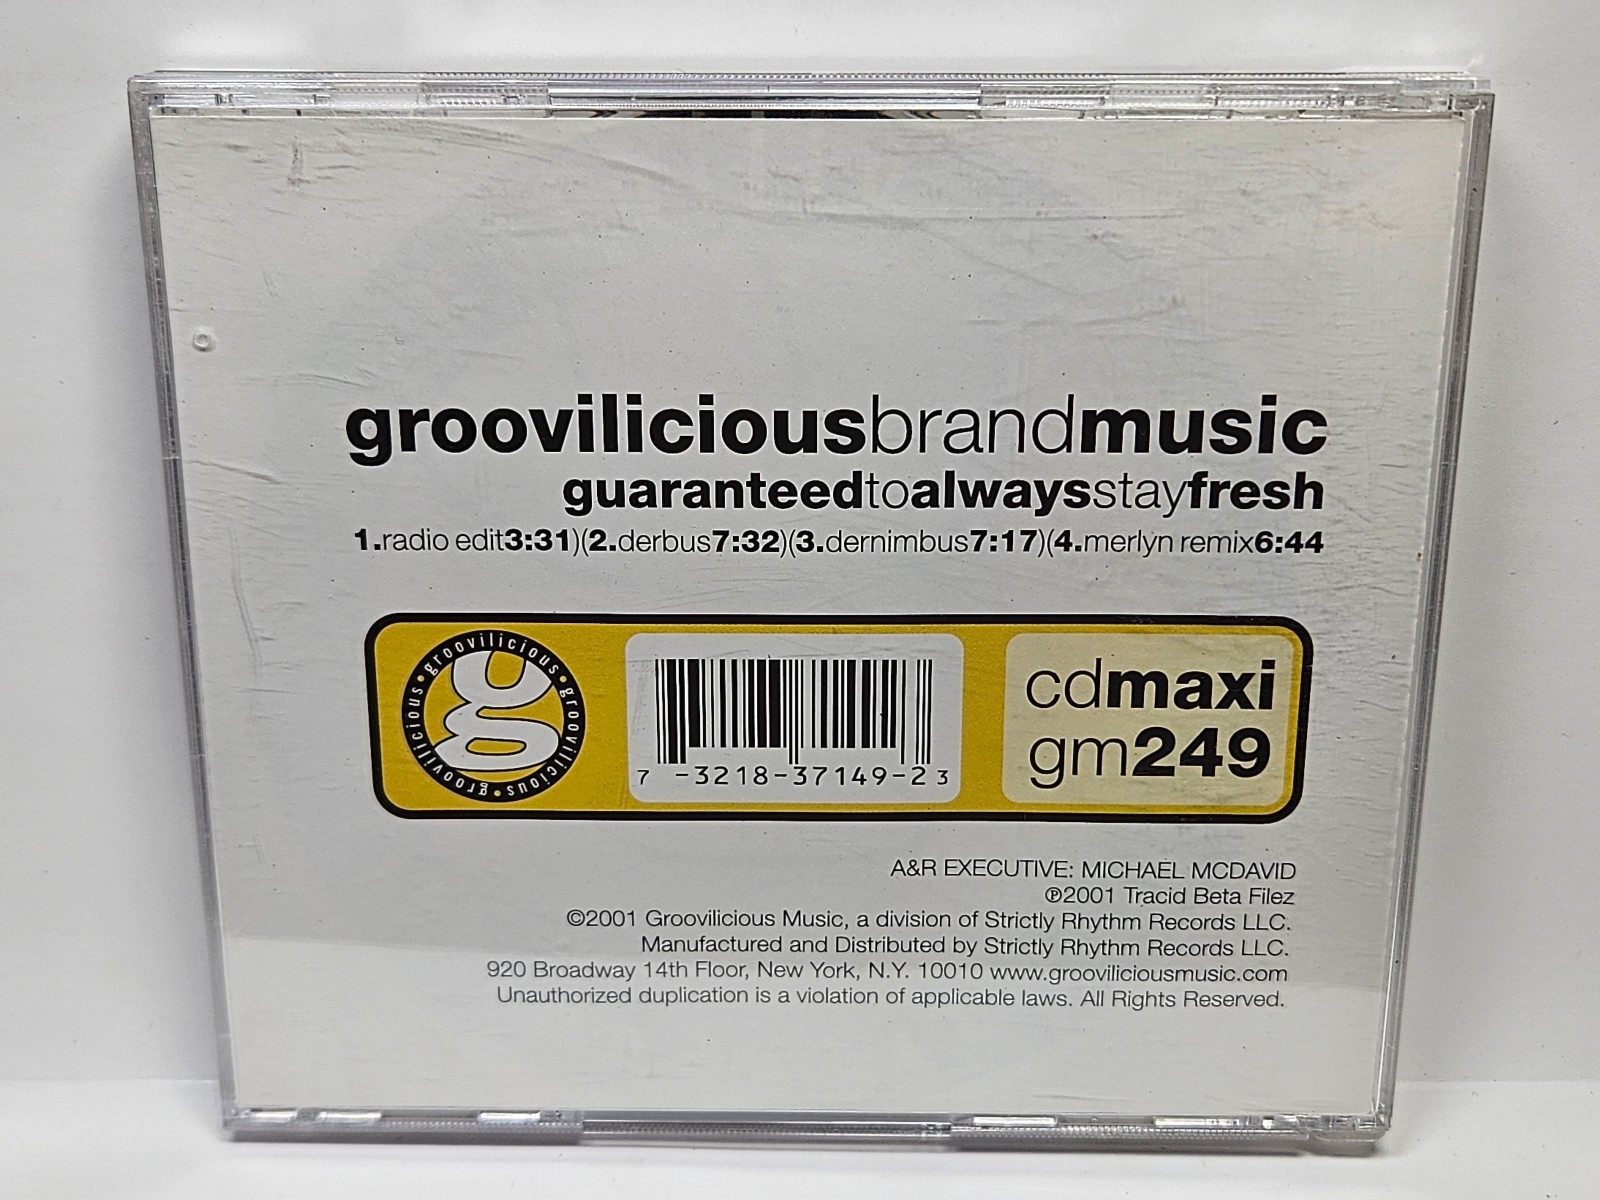 grooviliciousbrandmusic
guaranteedtoalwaysstayfresh
1.radio edit3:31)(2.derbus7:32)(3.dernimbus7:17)(4.merlyn remix6:44
groovilicious • groovilicious • groovilicious •
g
7 -3218-37149-2 3
cdmaxi
gm249
A&R EXECUTIVE: MICHAEL MCDAVID
℗2001 Tracid Beta Filez
©2001 Groovilicious Music, a division of Strictly Rhythm Records LLC.
Manufactured and Distributed by Strictly Rhythm Records LLC.
920 Broadway 14th Floor, New York, N.Y. 10010 www.grooviliciousmusic.com
Unauthorized duplication is a violation of applicable laws. All Rights Reserved.